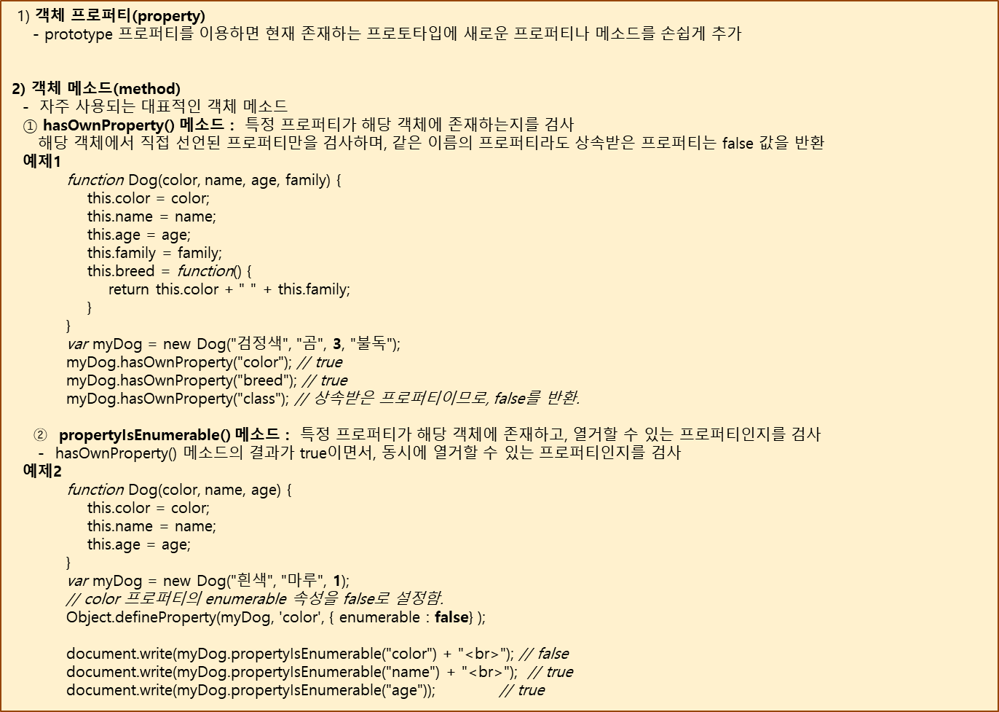 1) 객체 프로퍼티(property)
- prototype 프로퍼티를 이용하면 현재 존재하는 프로토타입에 새로운 프로퍼티나 메소드를 손쉽게 추가
2) 객체 메소드(method)
- 자주 사용되는 대표적인 객체 메소드
① hasOwnProperty() 메소드 : 특정 프로퍼티가 해당 객체에 존재하는지를 검사
해당 객체에서 직접 선언된 프로퍼티만을 검사하며, 같은 이름의 프로퍼티라도 상속받은 프로퍼티는 false 값을 반환
예제1
function Dog(color, name, age, family) {
this.color = color;
this.name = name;
this.age = age;
this.family = family;
this.breed = function() {
return this.color + " " + this.family;
}
}
var myDog = new Dog("검정색", "곰", 3, "불독");
myDog.hasOwnProperty("color"); // true
myDog.hasOwnProperty("breed"); // true
myDog.hasOwnProperty("class"); // 상속받은 프로퍼티이므로, false를 반환.
② propertyIsEnumerable() 메소드 : 특정 프로퍼티가 해당 객체에 존재하고, 열거할 수 있는 프로퍼티인지를 검사
- hasOwnProperty() 메소드의 결과가 true이면서, 동시에 열거할 수 있는 프로퍼티인지를 검사
예제2
function Dog(color, name, age) {
this.color = color;
this.name = name;
this.age = age;
}
var myDog = new Dog("흰색", "마루", 1);
// color 프로퍼티의 enumerable 속성을 false로 설정함.
Object.defineProperty(myDog, 'color', { enumerable : false} );
document.write(myDog.propertyIsEnumerable("color") + "<br>"); // false
document.write(myDog.propertyIsEnumerable("name") + "<br>"); // true
document.write(myDog.propertyIsEnumerable("age")); // true